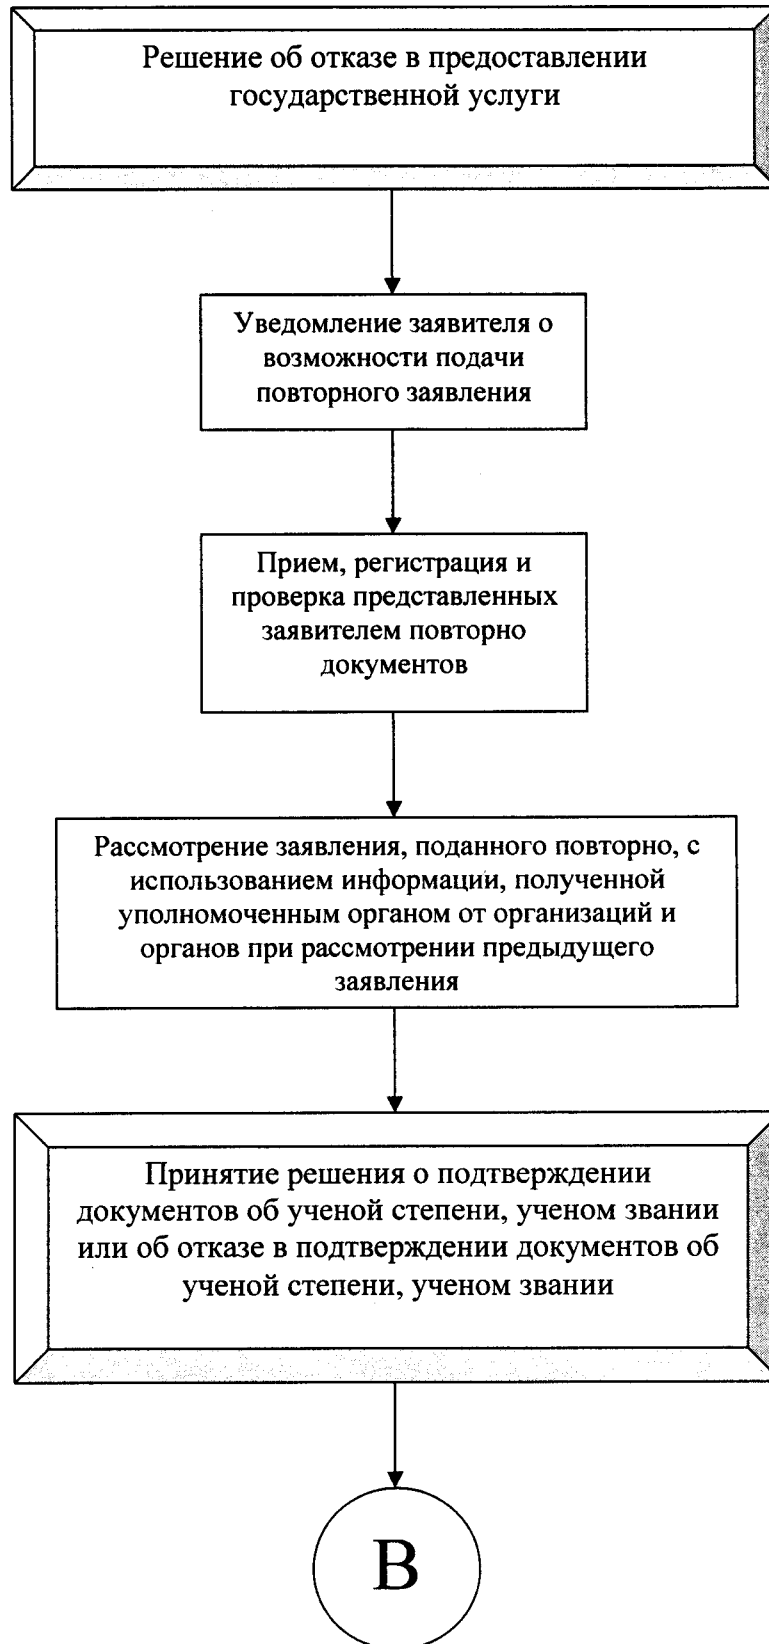 Решение об отказе в предоставлении
государственной услуги
Уведомление заявителя о
возможности подачи
повторного заявления
Прием, регистрация и
проверка представленных
заявителем повторно
документов
Рассмотрение заявления, поданного повторно, с
использованием информации, полученной
уполномоченным органом от организаций и
органов при рассмотрении предыдущего
заявления
Принятие решения о подтверждении
документов об ученой степени, ученом звании
или об отказе в подтверждении документов об
ученой степени, ученом звании
В